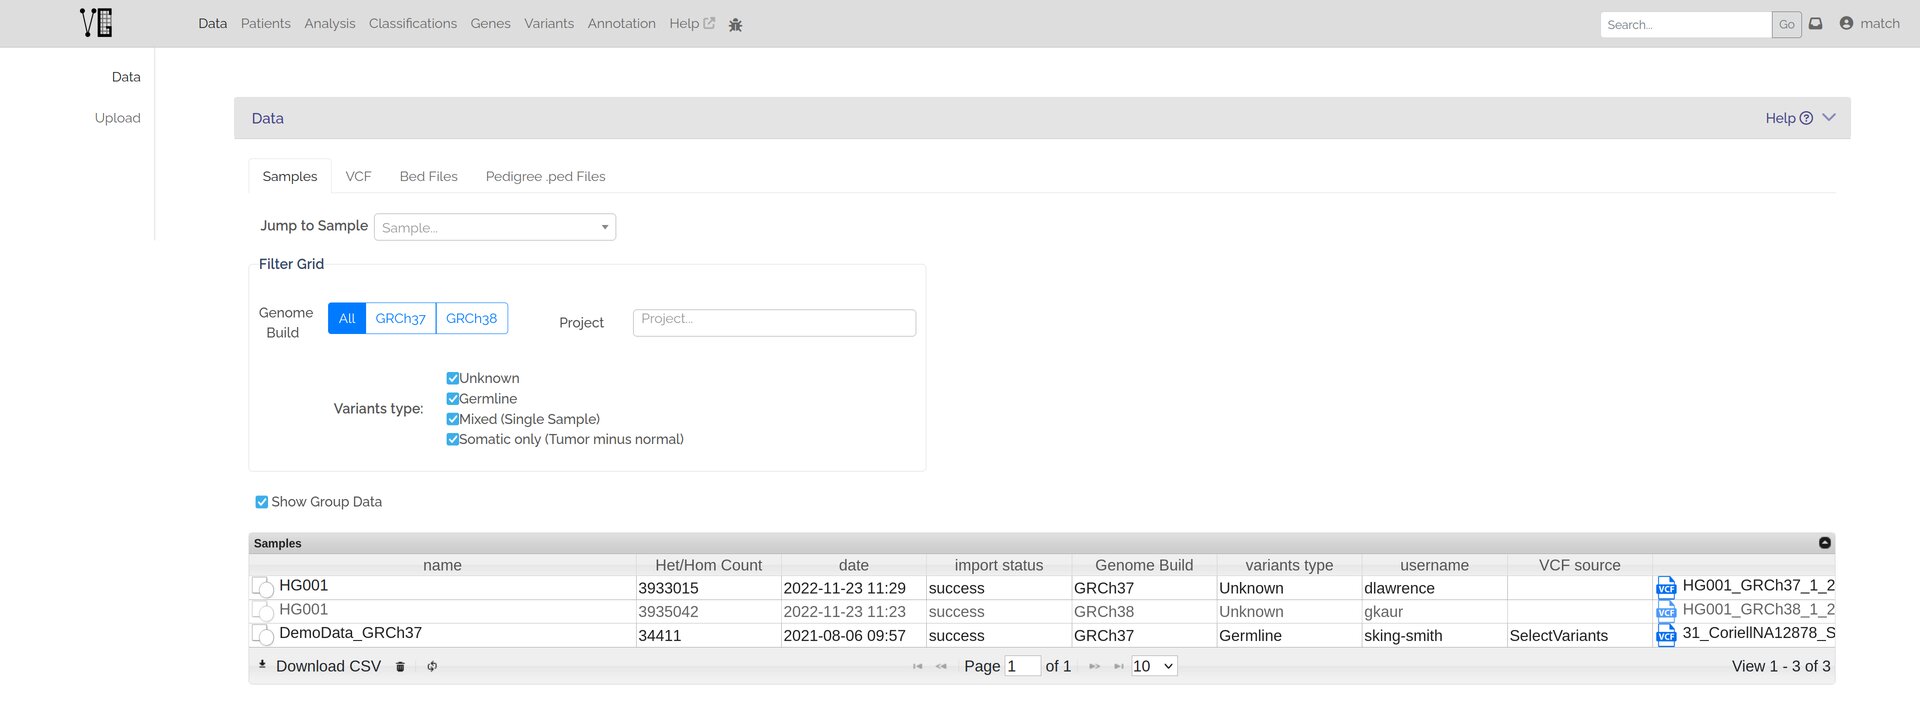 VG Data Patients Analysis Classifications Genes Variants Annotation Help Search... Go match
Data
Upload
Data Help
Samples VCF Bed Files Pedigree .ped Files
Jump to Sample Sample...
Filter Grid
Genome Build All GRCh37 GRCh38 Project Project...
Variants type:
Unknown
Germline
Mixed (Single Sample)
Somatic only (Tumor minus normal)
Show Group Data
Samples
name Het/Hom Count date import status Genome Build variants type username VCF source
HG001 3933015 2022-11-23 11:29 success GRCh37 Unknown dlawrence VCF HG001_GRCh37_1_2
HG001 3935042 2022-11-23 11:23 success GRCh38 Unknown gkaur VCF HG001_GRCh38_1_2
DemoData_GRCh37 34411 2021-08-06 09:57 success GRCh37 Germline sking-smith SelectVariants VCF 31_CoriellNA12878_S
Download CSV Page 1 of 1 10 View 1 - 3 of 3